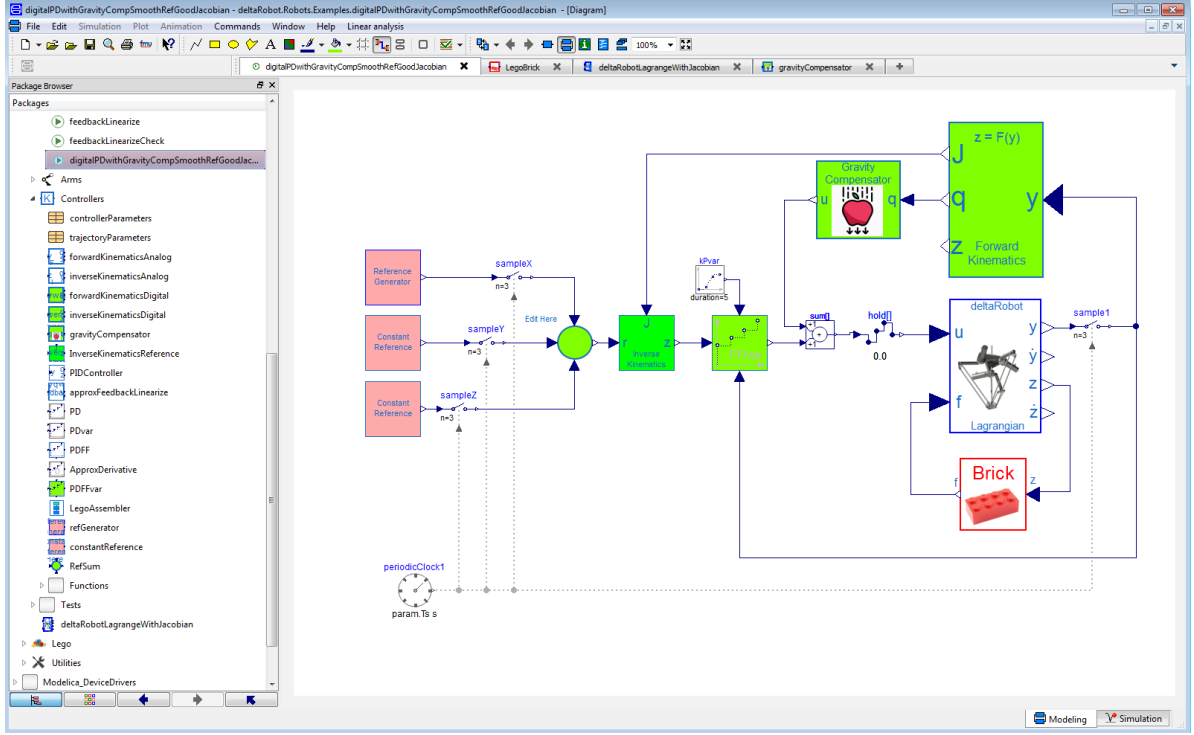 digitalPDwithGravityCompSmoothRefGoodJacobian - deltaRobot.Robots.Examples.digitalPDwithGravityCompSmoothRefGoodJacobian - [Diagram]
File Edit Simulation Plot Animation Commands Window Help Linear analysis
100%
digitalPDwithGravityCompSmoothRefGoodJacobian
LegoBrick
deltaRobotLagrangeWithJacobian
gravityCompensator
Package Browser
Packages
feedbackLinearize
feedbackLinearizeCheck
digitalPDwithGravityCompSmoothRefGoodJac...
Arms
Controllers
controllerParameters
trajectoryParameters
forwardKinematicsAnalog
inverseKinematicsAnalog
forwardKinematicsDigital
inverseKinematicsDigital
gravityCompensator
InverseKinematicsReference
PIDController
approxFeedbackLinearize
PD
PDvar
PDFF
ApproxDerivative
PDFFvar
LegoAssembler
refGenerator
constantReference
RefSum
Functions
Tests
deltaRobotLagrangeWithJacobian
Lego
Utilities
Modelica_DeviceDrivers
z = F(y)
J
q
y
z
Forward
Kinematics
Gravity
Compensator
u
q
Reference
Generator
sampleX
n=3
Constant
Reference
sampleY
n=3
Edit Here
Constant
Reference
sampleZ
n=3
J
r
z
Inverse
Kinematics
kPvar
duration=5
PDvar
sum[]
+1
+1
hold[]
0.0
deltaRobot
u
y
ẏ
z
ż
f
Lagrangian
sample1
n=3
Brick
f
z
periodicClock1
param.Ts s
Modeling
Simulation